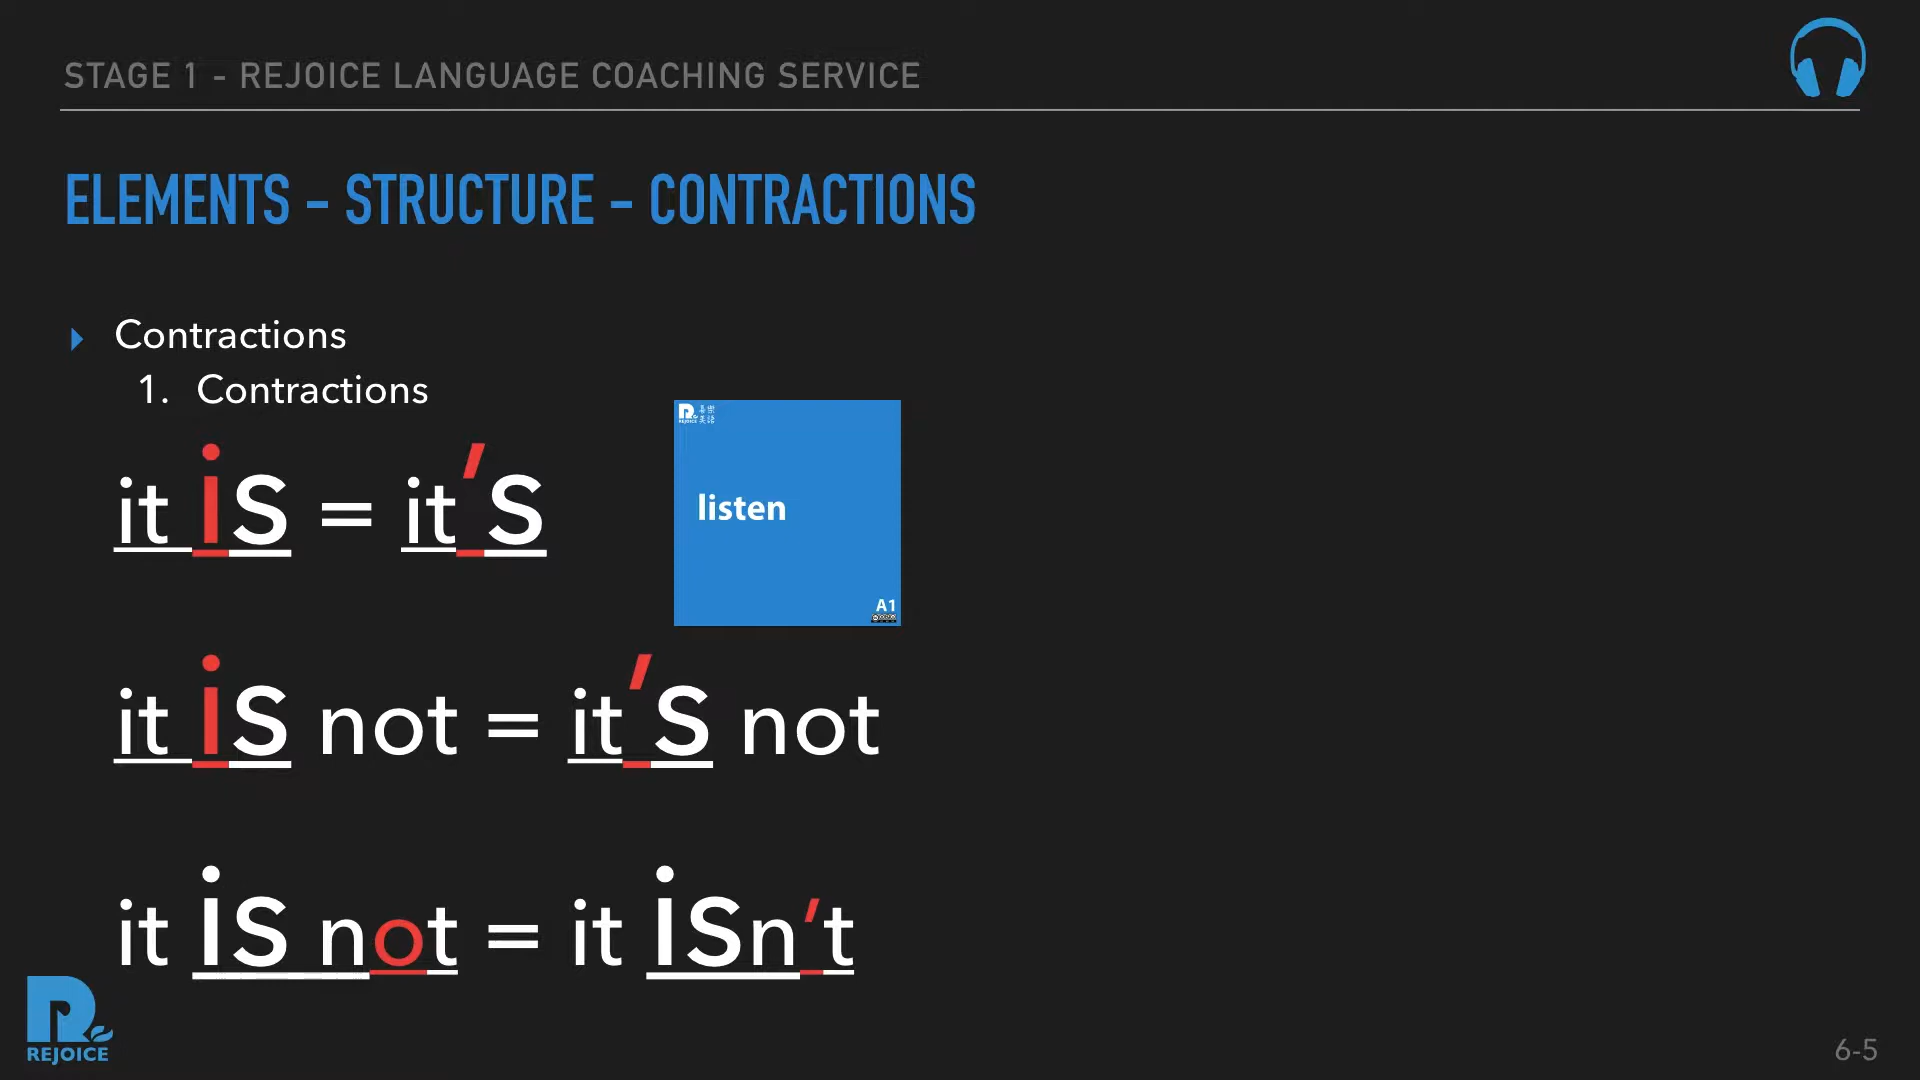 STAGE 1 - REJOICE LANGUAGE COACHING SERVICE
ELEMENTS - STRUCTURE - CONTRACTIONS
Contractions
1. Contractions
it iS = it’S
listen
A1
it iS not = it’S not
it iS not = it iSn’t
REJOICE
6-5